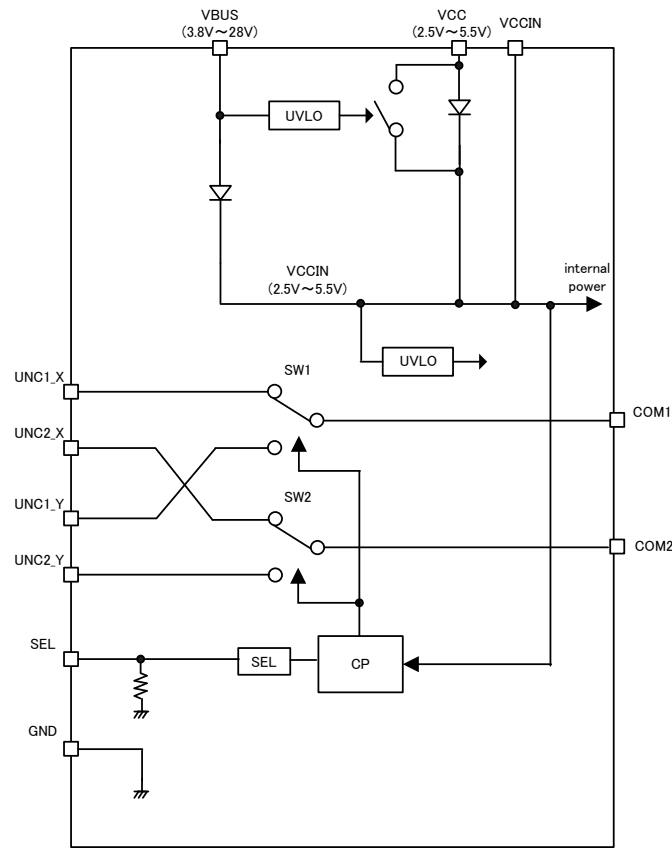 VBUS
(3.8V～28V)
VCC
(2.5V～5.5V)
VCCIN
UVLO
VCCIN
(2.5V～5.5V)
internal
power
UVLO
UNC1_X
SW1
COM1
UNC2_X
UNC1_Y
SW2
COM2
UNC2_Y
SEL
SEL
CP
GND